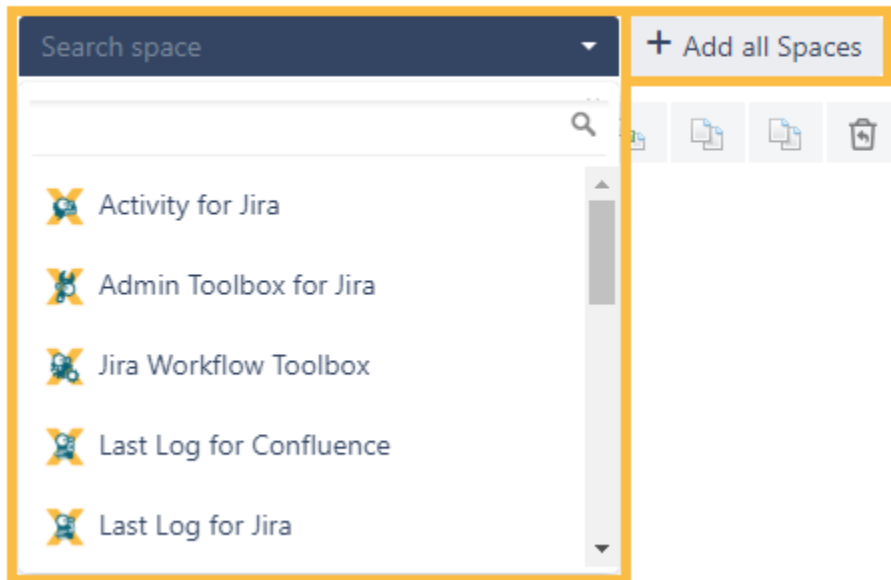 Search space
+ Add all Spaces
Activity for Jira
Admin Toolbox for Jira
Jira Workflow Toolbox
Last Log for Confluence
Last Log for Jira